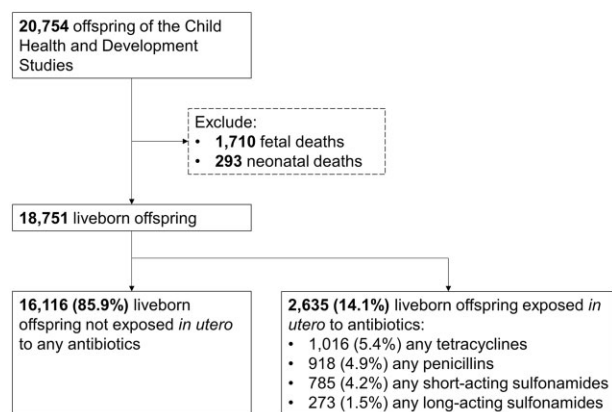 20,754 offspring of the Child
Health and Development
Studies
Exclude:
• 1,710 fetal deaths
• 293 neonatal deaths
18,751 liveborn offspring
16,116 (85.9%) liveborn
offspring not exposed in utero
to any antibiotics
2,635 (14.1%) liveborn offspring exposed in
utero to antibiotics:
• 1,016 (5.4%) any tetracyclines
• 918 (4.9%) any penicillins
• 785 (4.2%) any short-acting sulfonamides
• 273 (1.5%) any long-acting sulfonamides